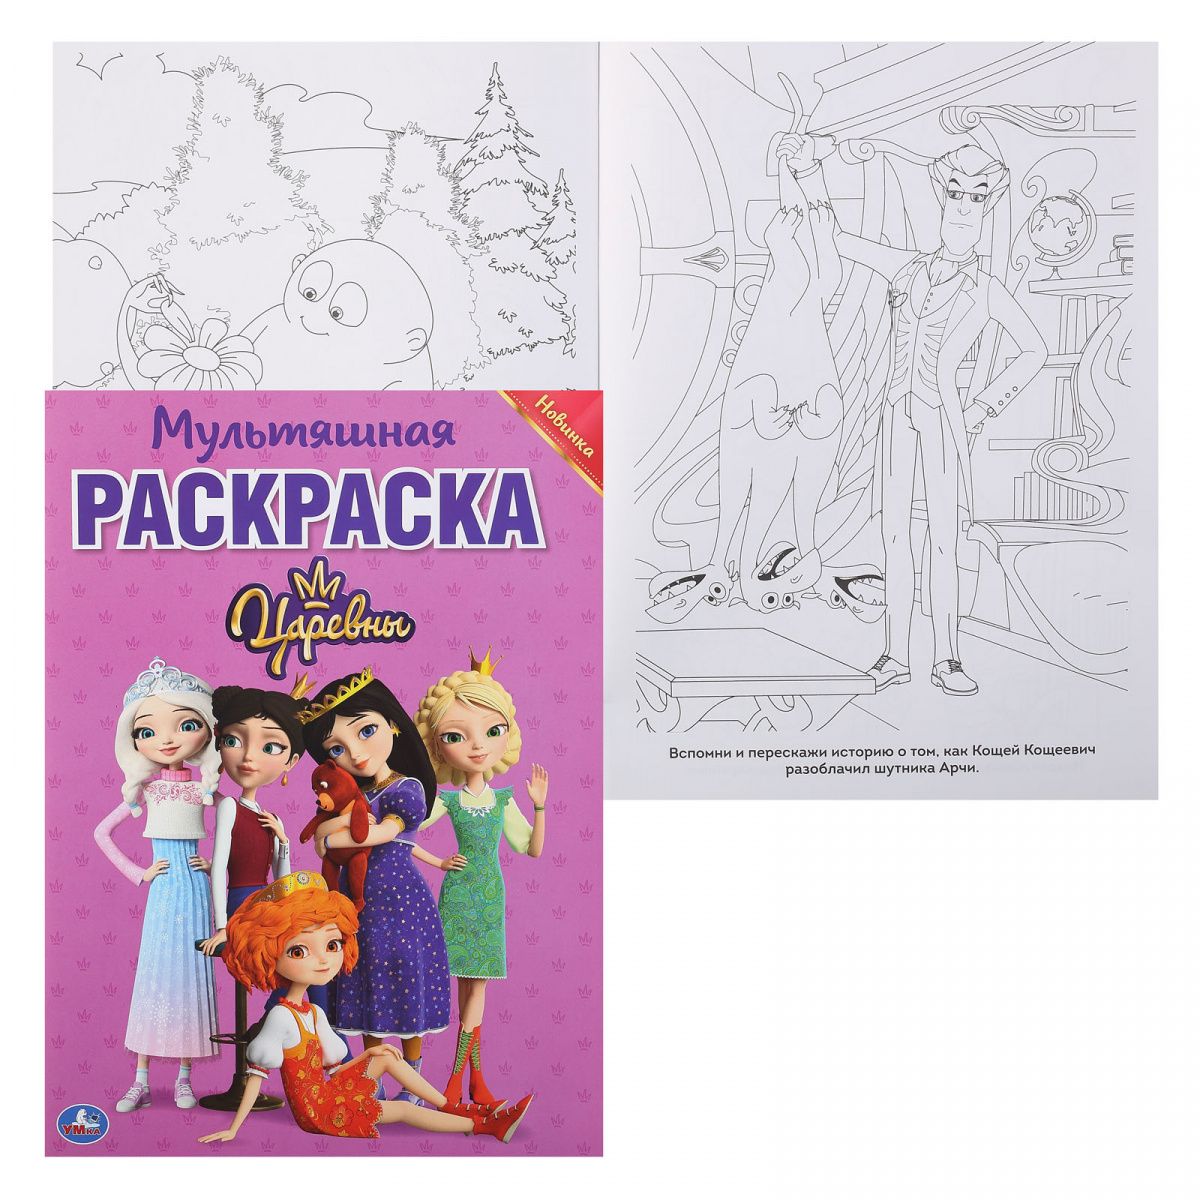 Мультяшная
РАСКРАСКА
Новинка
Царевны
УМка
Вспомни и перескажи историю о том, как Кощей Кощеевич
разоблачил шутника Арчи.